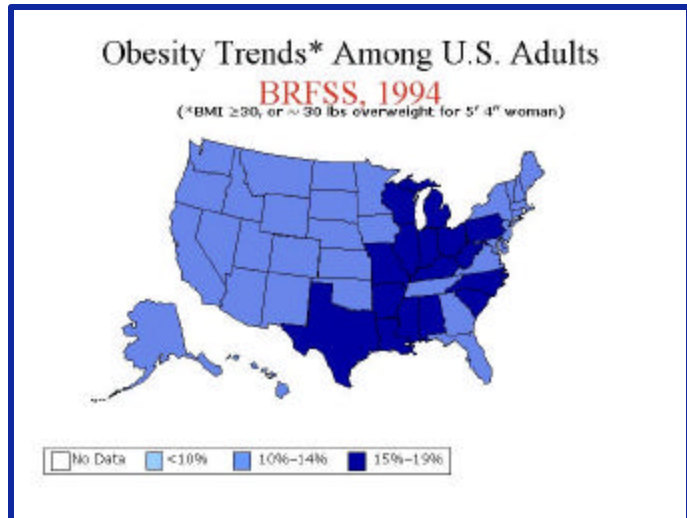 Obesity Trends* Among U.S. Adults
BRFSS, 1994
(*BMI ≥30, or ~ 30 lbs overweight for 5' 4" woman)
No Data <10% 10%–14% 15%–19%